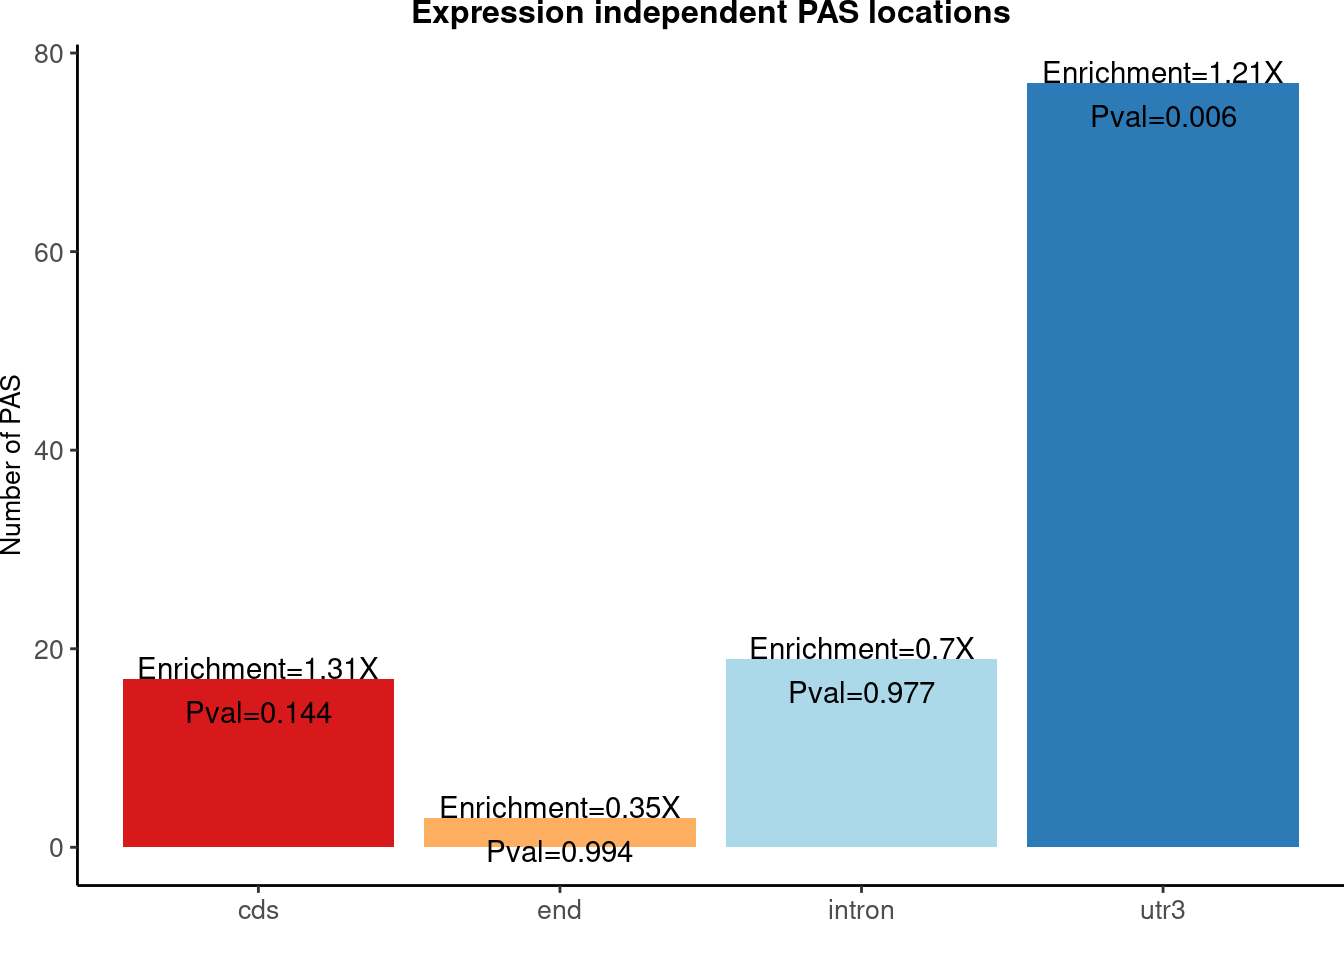 Expression independent PAS locations
Number of PAS
80
60
40
20
0
Enrichment=1.31X
Pval=0.144
Enrichment=0.35X
Pval=0.994
Enrichment=0.7X
Pval=0.977
Enrichment=1.21X
Pval=0.006
cds
end
intron
utr3